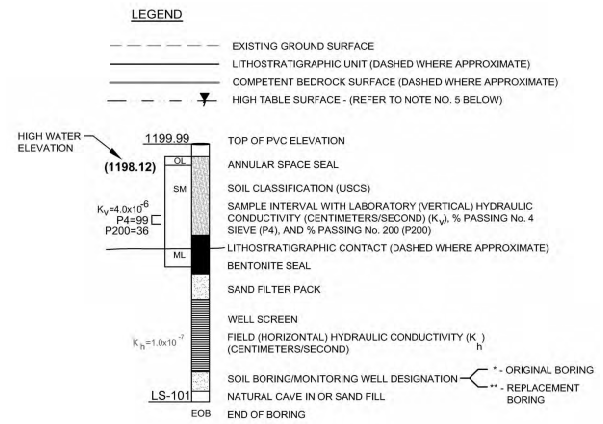 LEGEND
EXISTING GROUND SURFACE
LITHOSTRATIGRAPHIC UNIT (DASHED WHERE APPROXIMATE)
COMPETENT BEDROCK SURFACE (DASHED WHERE APPROXIMATE)
HIGH TABLE SURFACE - (REFER TO NOTE NO. 5 BELOW)
HIGH WATER
ELEVATION
(1198.12)
1199.99
TOP OF PVC ELEVATION
OL
ANNULAR SPACE SEAL
SM
SOIL CLASSIFICATION (USCS)
Kv=4.0x10-6
P4=99
P200=36
SAMPLE INTERVAL WITH LABORATORY (VERTICAL) HYDRAULIC
CONDUCTIVITY (CENTIMETERS/SECOND) (Kv), % PASSING No. 4
SIEVE (P4), AND % PASSING No. 200 (P200)
LITHOSTRATIGRAPHIC CONTACT (DASHED WHERE APPROXIMATE)
ML
BENTONITE SEAL
SAND FILTER PACK
WELL SCREEN
Kh=1.0x10-7
FIELD (HORIZONTAL) HYDRAULIC CONDUCTIVITY (Kh)
(CENTIMETERS/SECOND)
SOIL BORING/MONITORING WELL DESIGNATION
* - ORIGINAL BORING
** - REPLACEMENT
BORING
LS-101
NATURAL CAVE IN OR SAND FILL
EOB
END OF BORING